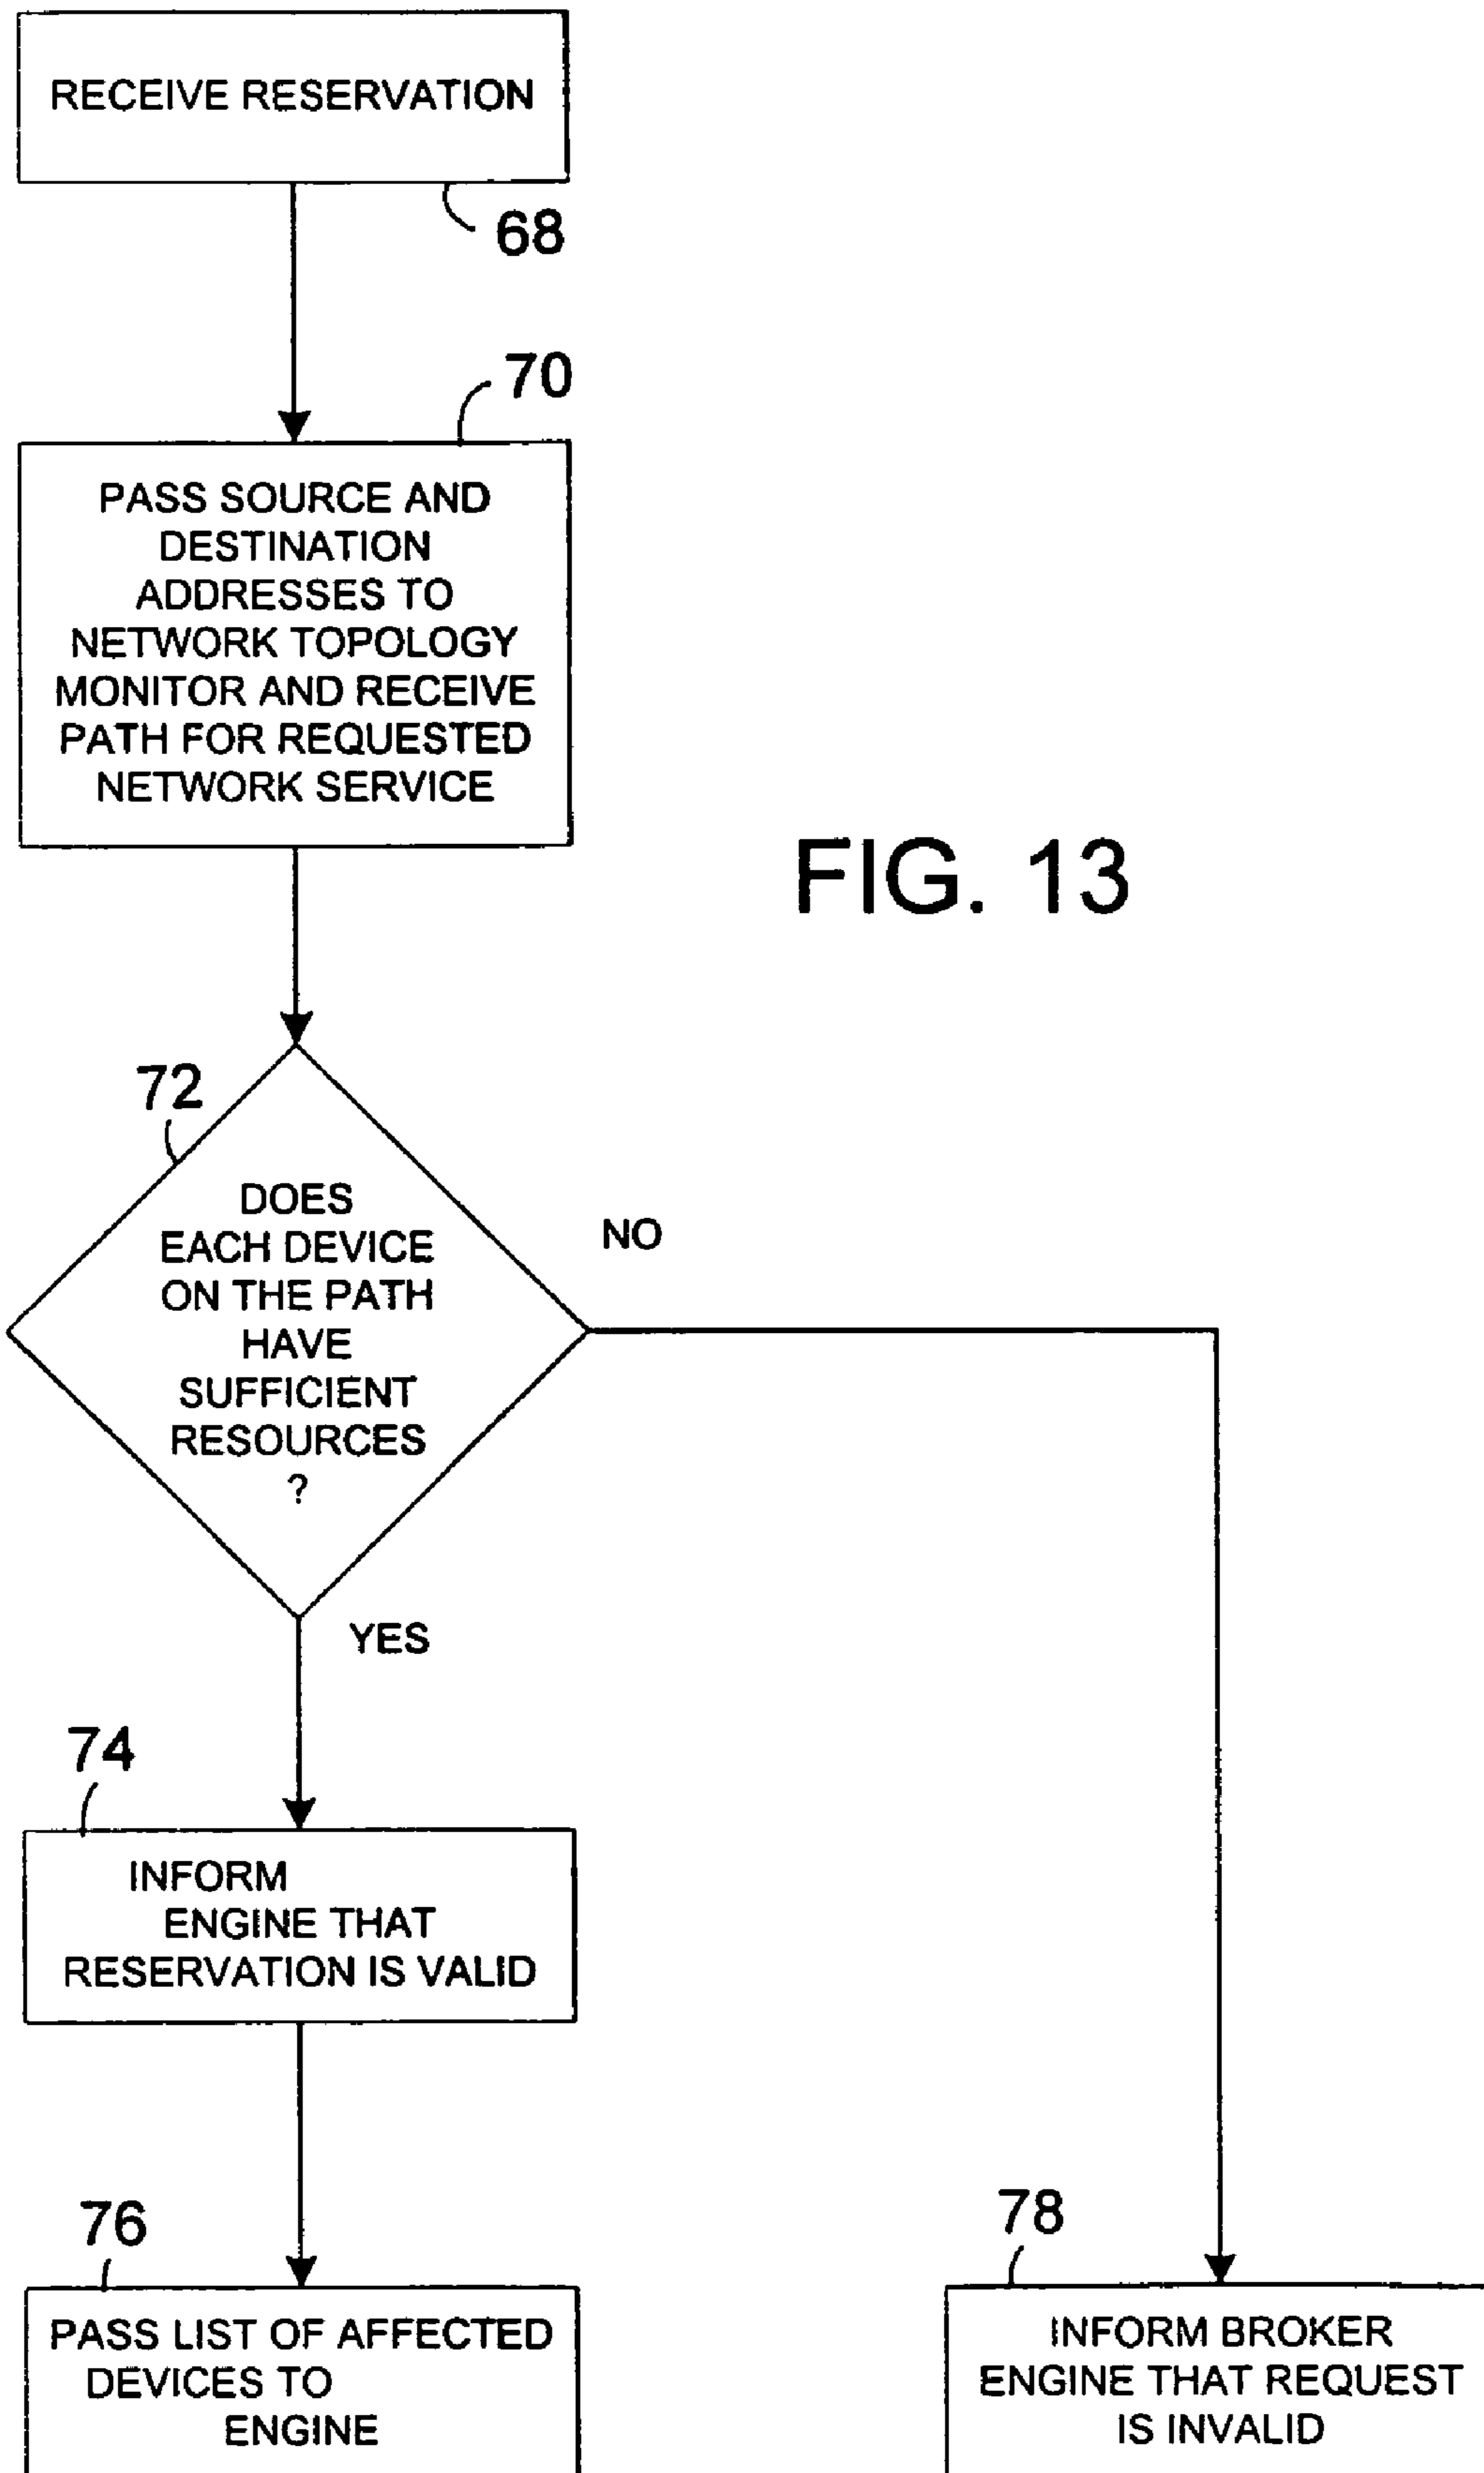 RECEIVE RESERVATION
68
70
PASS SOURCE AND
DESTINATION
ADDRESSES TO
NETWORK TOPOLOGY
MONITOR AND RECEIVE
PATH FOR REQUESTED
NETWORK SERVICE
FIG. 13
72
DOES
EACH DEVICE
ON THE PATH
HAVE
SUFFICIENT
RESOURCES
?
NO
YES
74
INFORM
ENGINE THAT
RESERVATION IS VALID
76
PASS LIST OF AFFECTED
DEVICES TO
ENGINE
78
INFORM BROKER
ENGINE THAT REQUEST
IS INVALID